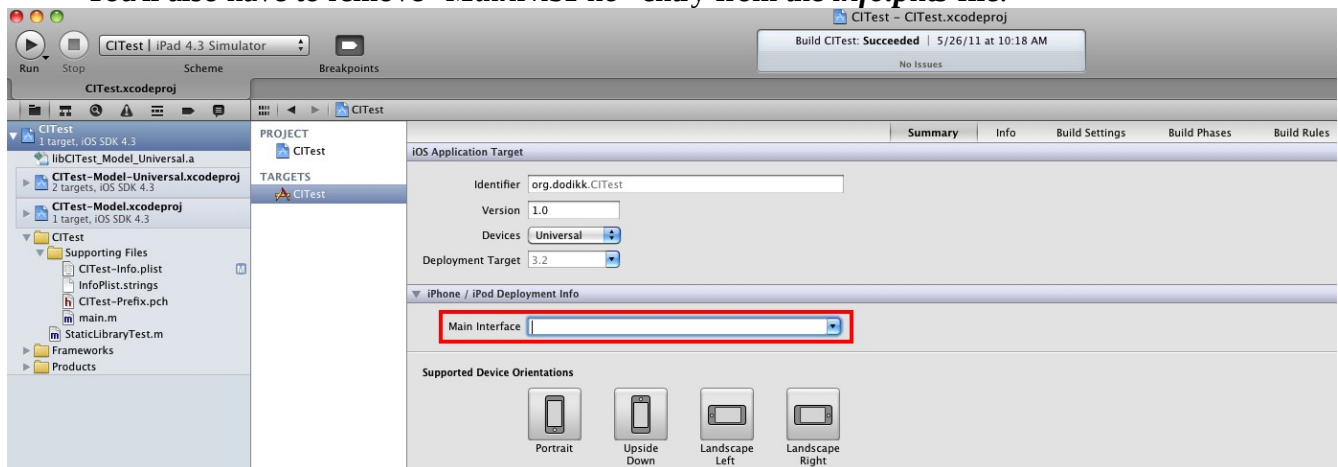 You'll also have to remove "MainNSPno" entry from the info.plits file.
CITest – CITest.xcodeproj
CITest | iPad 4.3 Simulator
Build CITest: Succeeded | 5/26/11 at 10:18 AM
No Issues
Run Stop Scheme Breakpoints
CITest.xcodeproj
CITest
CITest
1 target, iOS SDK 4.3
libCITest_Model_Universal.a
CITest-Model-Universal.xcodeproj
2 targets, iOS SDK 4.3
CITest-Model.xcodeproj
1 target, iOS SDK 4.3
CITest
Supporting Files
CITest-Info.plist M
InfoPlist.strings
h CITest-Prefix.pch
m main.m
m StaticLibraryTest.m
Frameworks
Products
PROJECT
CITest
TARGETS
CITest
Summary Info Build Settings Build Phases Build Rules
iOS Application Target
Identifier org.dodikk.CITest
Version 1.0
Devices Universal
Deployment Target 3.2
iPhone / iPod Deployment Info
Main Interface
Supported Device Orientations
Portrait
Upside Down
Landscape Left
Landscape Right